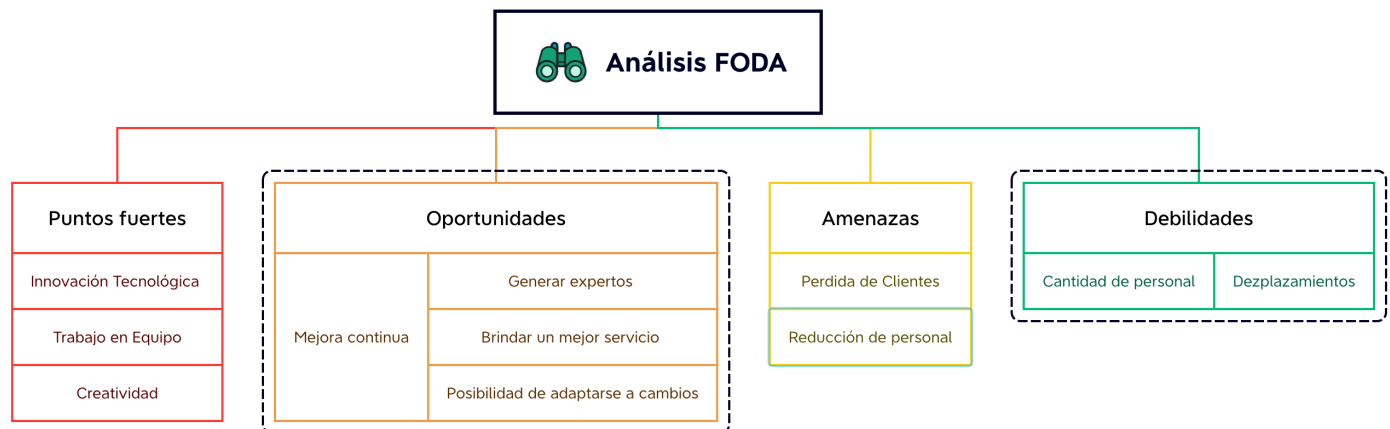 Análisis FODA
Puntos fuertes
Innovación Tecnológica
Trabajo en Equipo
Creatividad
Oportunidades
Mejora continua
Generar expertos
Brindar un mejor servicio
Posibilidad de adaptarse a cambios
Amenazas
Perdida de Clientes
Reducción de personal
Debilidades
Cantidad de personal
Dezplazamientos